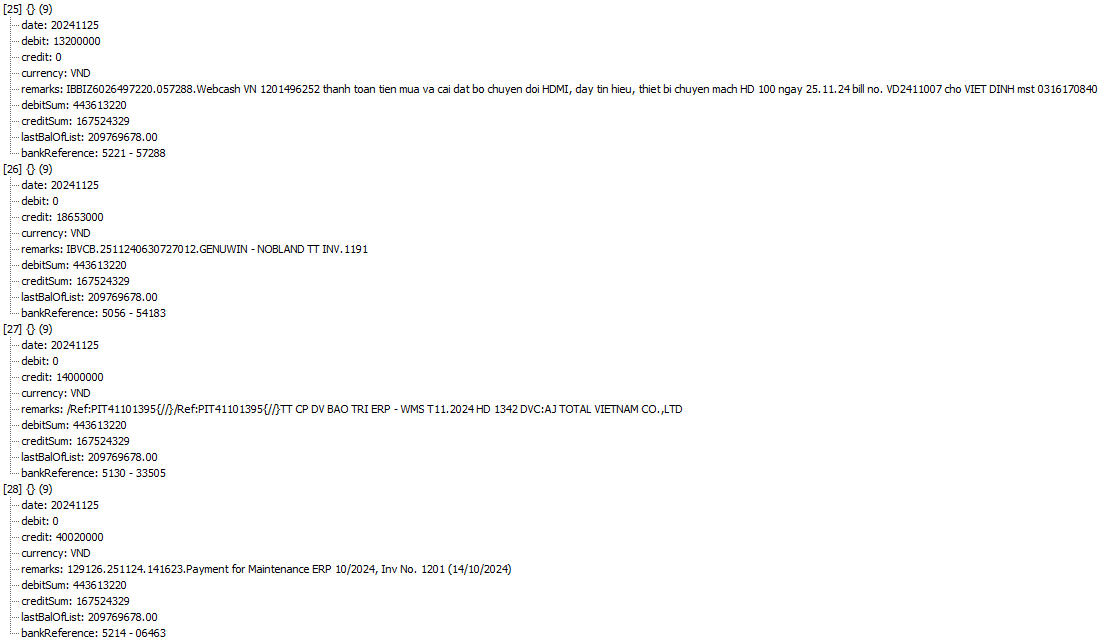 [25] {} (9)
date: 20241125
debit: 13200000
credit: 0
currency: VND
remarks: IBBIZ6026497220.057288.Webcash VN 1201496252 thanh toan tien mua va cai dat bo chuyen doi HDMI, day tin hieu, thiet bi chuyen mach HD 100 ngay 25.11.24 bill no. VD2411007 cho VIET DINH mst 0316170840
debitSum: 443613220
creditSum: 167524329
lastBalOfList: 209769678.00
bankReference: 5221 - 57288
[26] {} (9)
date: 20241125
debit: 0
credit: 18653000
currency: VND
remarks: IBVCB.2511240630727012.GENUWIN - NOBLAND TT INV.1191
debitSum: 443613220
creditSum: 167524329
lastBalOfList: 209769678.00
bankReference: 5056 - 54183
[27] {} (9)
date: 20241125
debit: 0
credit: 14000000
currency: VND
remarks: /Ref:PIT41101395{//}/Ref:PIT41101395{//}TT CP DV BAO TRI ERP - WMS T11.2024 HD 1342 DVC:AJ TOTAL VIETNAM CO.,LTD
debitSum: 443613220
creditSum: 167524329
lastBalOfList: 209769678.00
bankReference: 5130 - 33505
[28] {} (9)
date: 20241125
debit: 0
credit: 40020000
currency: VND
remarks: 129126.251124.141623.Payment for Maintenance ERP 10/2024, Inv No. 1201 (14/10/2024)
debitSum: 443613220
creditSum: 167524329
lastBalOfList: 209769678.00
bankReference: 5214 - 06463